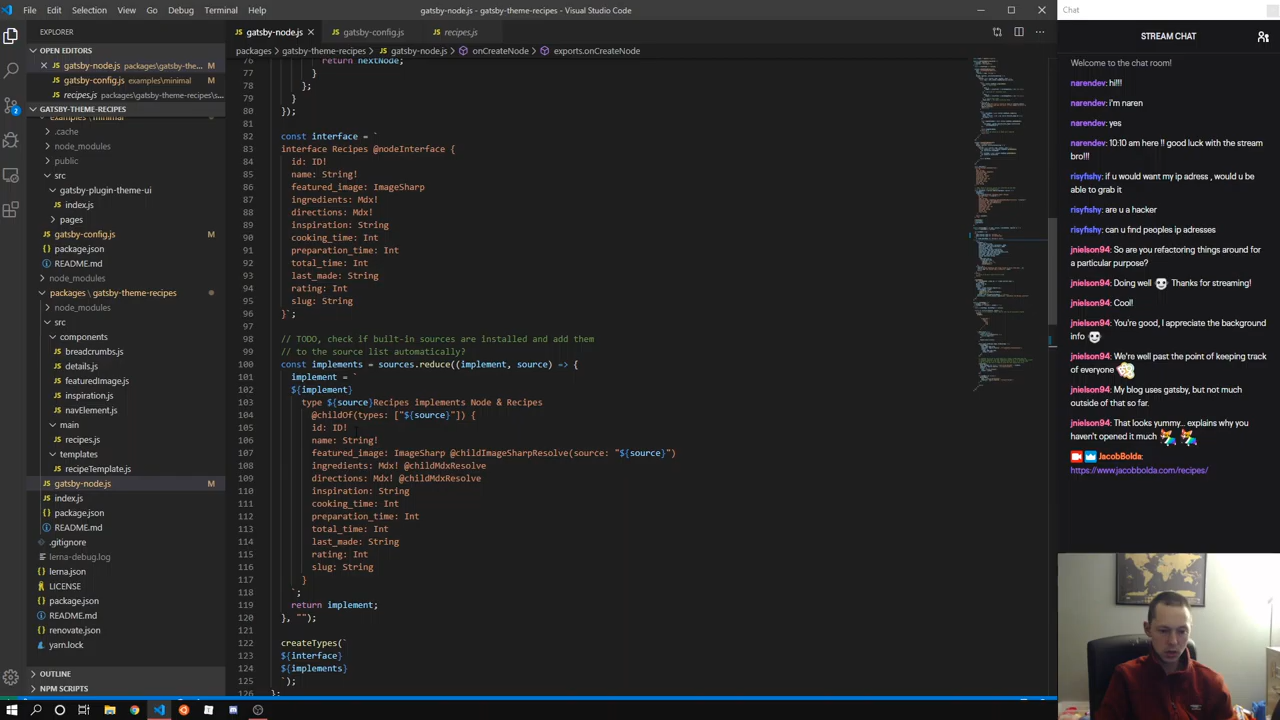 File Edit Selection View Go Debug Terminal Help
gatsby-node.js - gatsby-theme-recipes - Visual Studio Code
Chat
EXPLORER
OPEN EDITORS
gatsby-node.js packages\gatsby-the... M
gatsby-config.js examples\minimal M
recipes.js packages\gatsby-theme-recip...
GATSBY-THEME-RECIPES
examples\minimal
.cache
node_modules
public
src
gatsby-plugin-theme-ui
index.js
pages
gatsby-config.js M
package.json
README.md
node_modules
packages \ gatsby-theme-recipes
node_modules
src
components
breadcrumbs.js
details.js
featuredImage.js
inspiration.js
navElement.js
main
recipes.js
templates
recipeTemplate.js
gatsby-node.js M
index.js
package.json
README.md
.gitignore
lerna-debug.log
lerna.json
LICENSE
package.json
README.md
renovate.json
yarn.lock
OUTLINE
NPM SCRIPTS
gatsby-node.js gatsby-config.js recipes.js
packages > gatsby-theme-recipes > gatsby-node.js > onCreateNode > exports.onCreateNode
76 return nextNode;
77 }
78 };
79
80 });
81
82 const interface = `
83 interface Recipes @nodeInterface {
84 id: ID!
85 name: String!
86 featured_image: ImageSharp
87 ingredients: Mdx!
88 directions: Mdx!
89 inspiration: String
90 cooking_time: Int
91 preparation_time: Int
92 total_time: Int
93 last_made: String
94 rating: Int
95 slug: String
96 }`;
97
98 // TODO, check if built-in sources are installed and add them
99 // to the source list automatically?
100 const implements = sources.reduce((implement, source) => {
101 implement = `
102 ${implement}
103 type ${source}Recipes implements Node & Recipes
104 @childOf(types: ["${source}"]) {
105 id: ID!
106 name: String!
107 featured_image: ImageSharp @childImageSharpResolve(source: "${source}")
108 ingredients: Mdx! @childMdxResolve
109 directions: Mdx! @childMdxResolve
110 inspiration: String
111 cooking_time: Int
112 preparation_time: Int
113 total_time: Int
114 last_made: String
115 rating: Int
116 slug: String
117 }
118 `;
119 return implement;
120 }, "");
121
122 createTypes(`
123 ${interface}
124 ${implements}
125 `);
126 };
STREAM CHAT
Welcome to the chat room!
narendev: hi!!!
narendev: i'm naren
narendev: yes
narendev: 10:10 am here !! good luck with the stream
bro!!!
risyfishy: if u would want my ip adress , would u be
able to grab it
risyfishy: are u a hacker
risyfishy: can u find peoples ip adresses
jnielson94: So are you restoring things around for
a particular purpose?
jnielson94: Doing well Thanks for streaming!
jnielson94: Cool!
jnielson94: You're good, I appreciate the background
info
jnielson94: We're well past the point of keeping track
of everyone
jnielson94: My blog uses gatsby, but not much
outside of that so far.
jnielson94: That looks yummy... explains why you
haven't opened it much
JacobBolda:
https://www.jacobbolda.com/recipes/